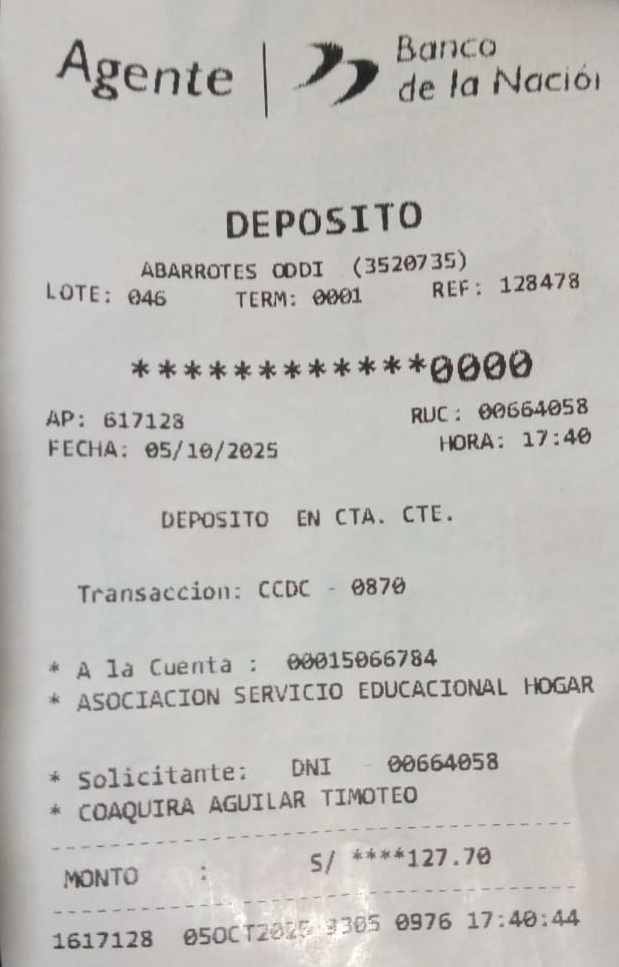 Agente | Banco
de la Nación
DEPOSITO
ABARROTES ODDI (3520735)
LOTE: 046 TERM: 0001 REF: 128478
************0000
AP: 617128 RUC: 00664058
FECHA: 05/10/2025 HORA: 17:40
DEPOSITO EN CTA. CTE.
Transaccion: CCDC - 0870
* A la Cuenta : 00015066784
* ASOCIACION SERVICIO EDUCACIONAL HOGAR
* Solicitante: DNI 00664058
* COAQUIRA AGUILAR TIMOTEO
MONTO : S/ ****127.70
1617128 05OCT2025 9305 0976 17:40:44